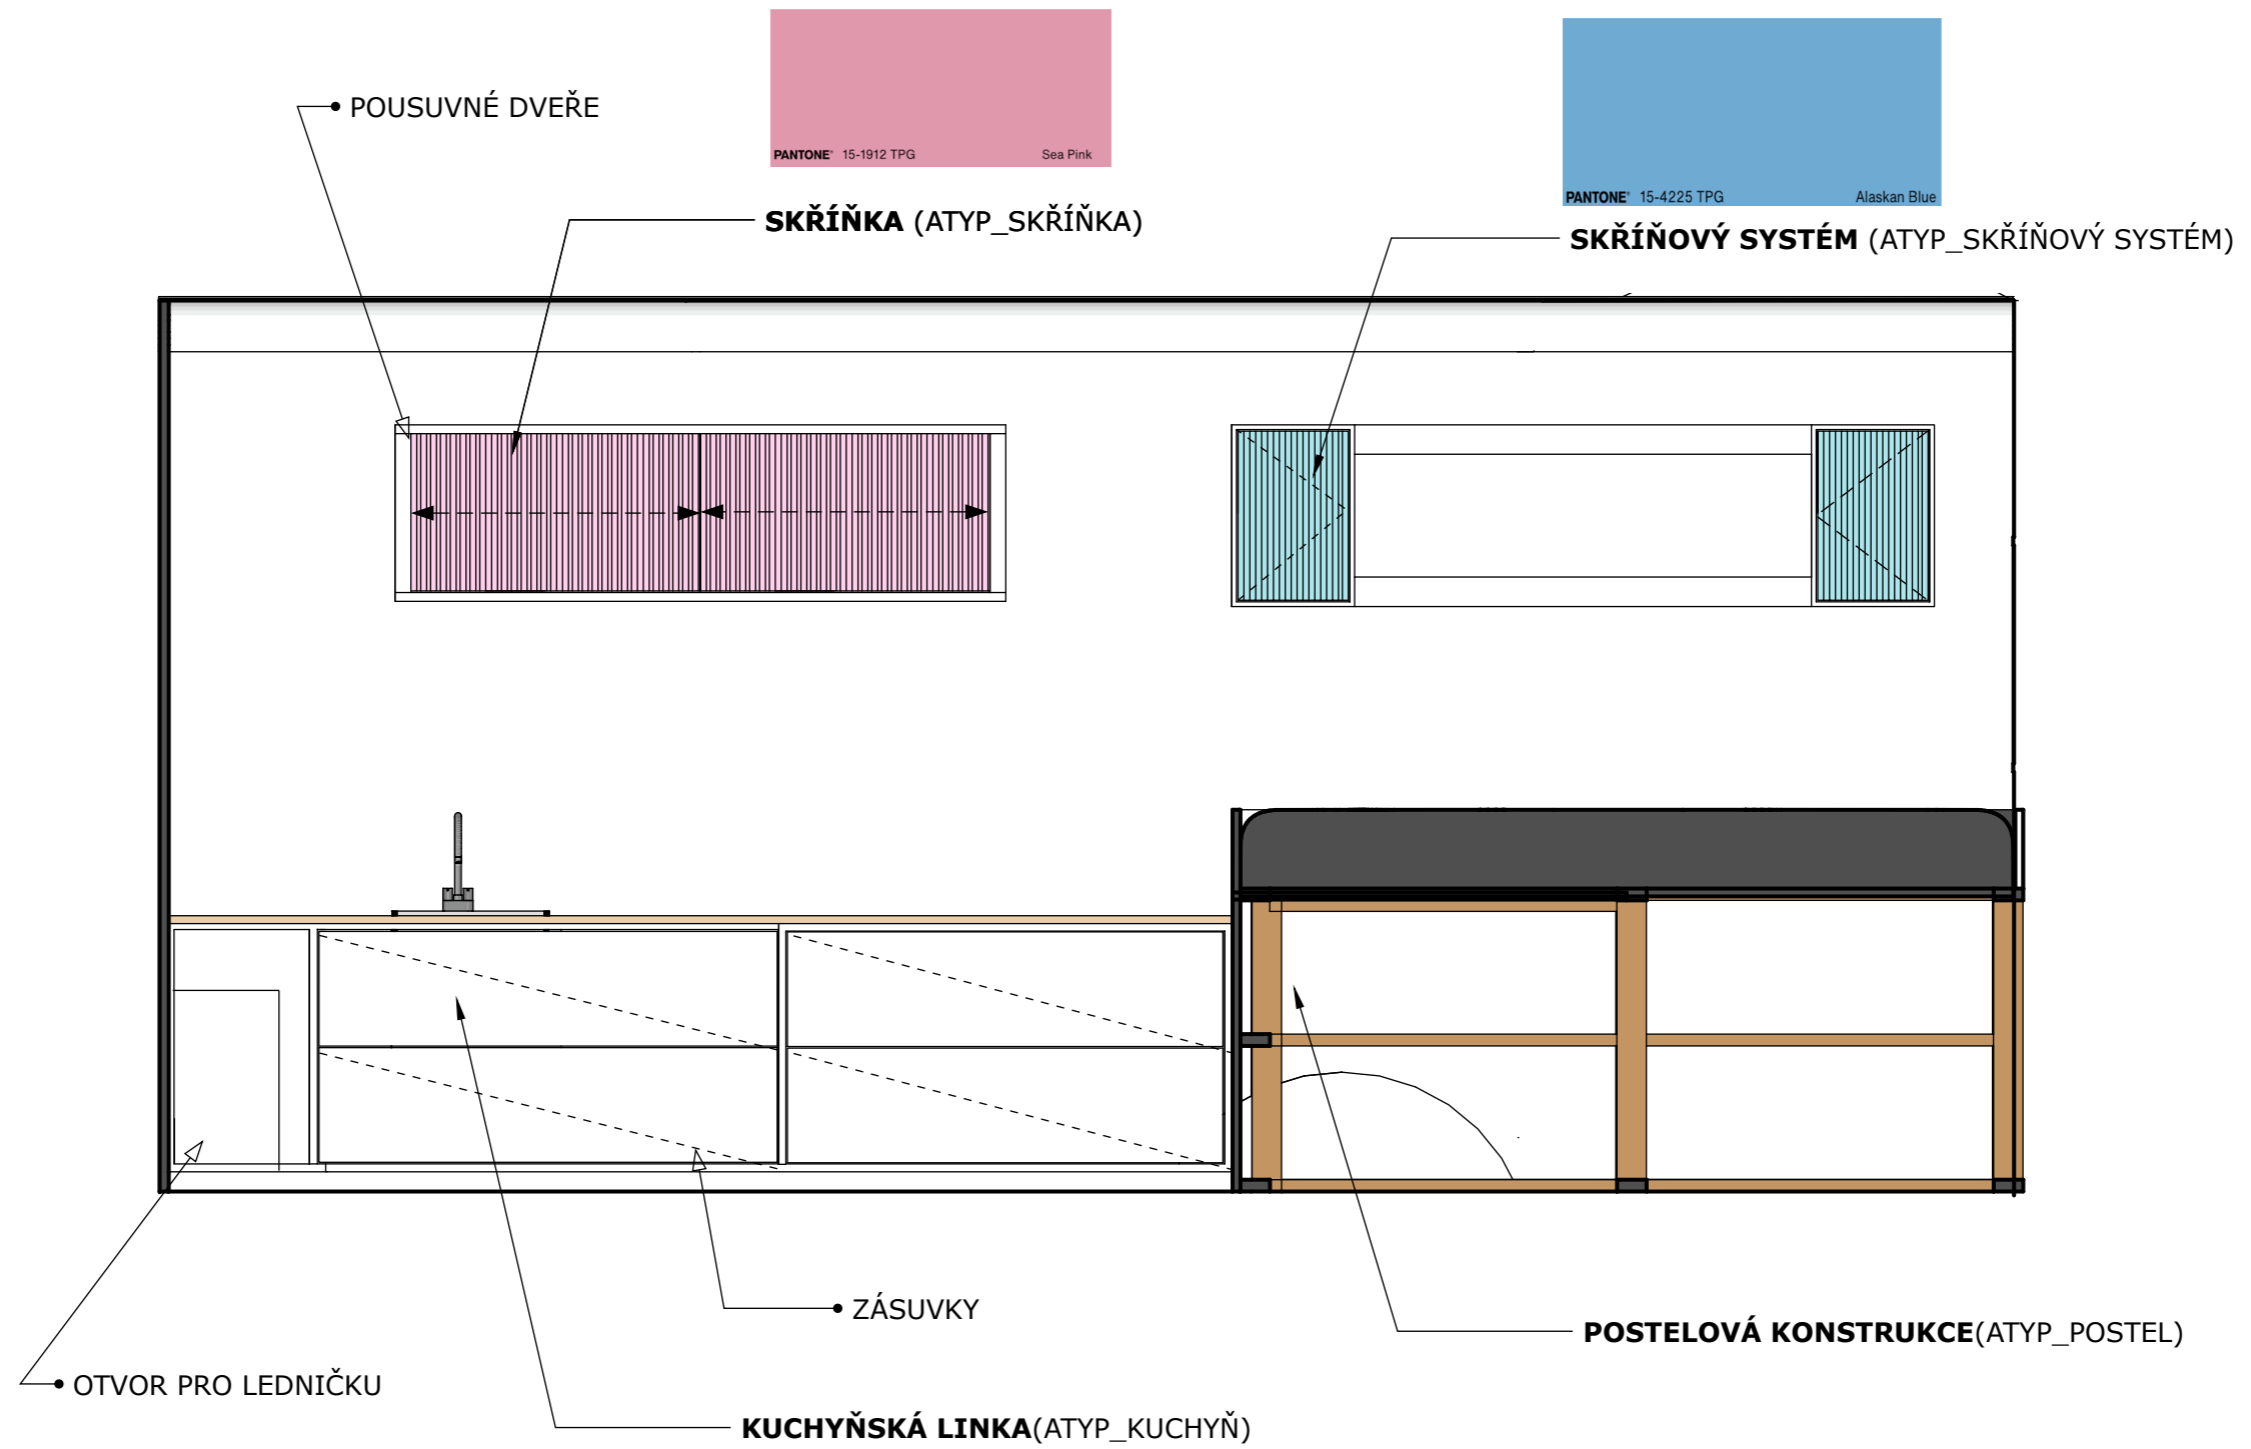 POUSUVNÉ DVEŘE
PANTONE® 15-1912 TPG Sea Pink
SKŘÍŇKA (ATYP_SKŘÍŇKA)
PANTONE® 15-4225 TPG Alaskan Blue
SKŘÍŇOVÝ SYSTÉM (ATYP_SKŘÍŇOVÝ SYSTÉM)
ZÁSUVKY
POSTELOVÁ KONSTRUKCE(ATYP_POSTEL)
OTVOR PRO LEDNIČKU
KUCHYŇSKÁ LINKA(ATYP_KUCHYŇ)